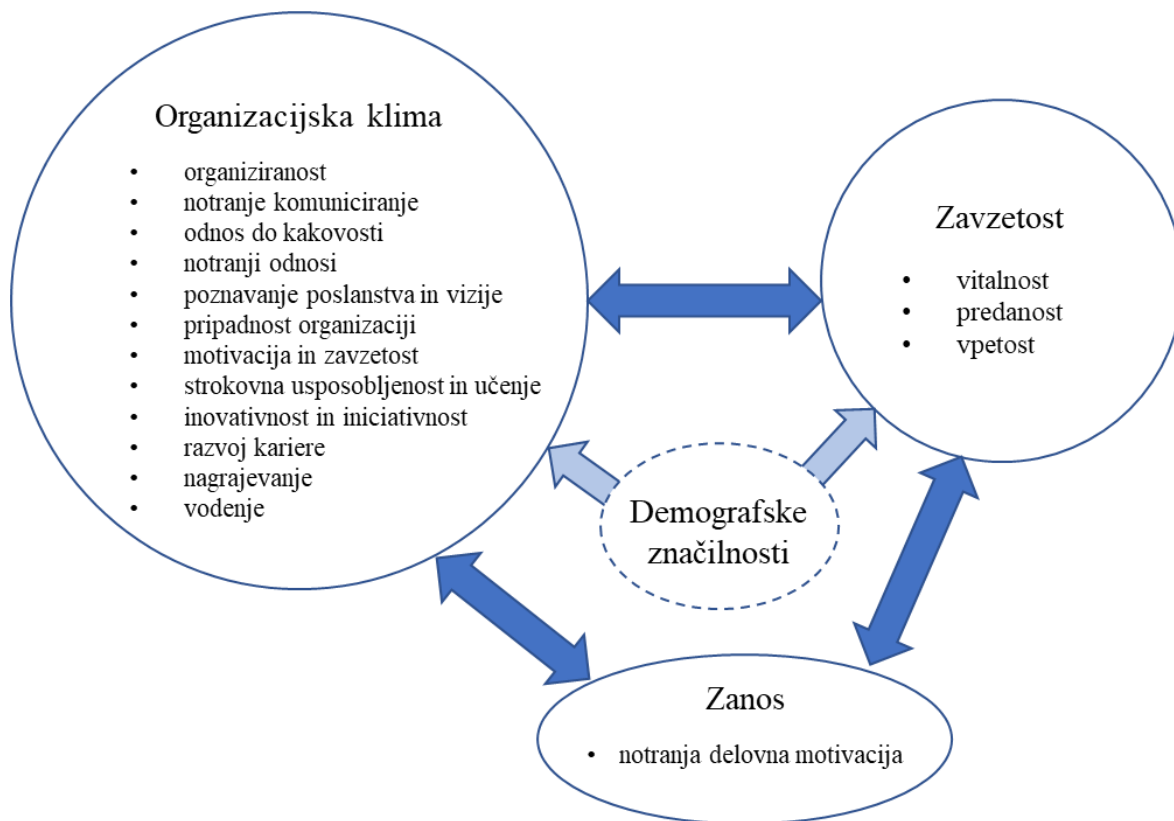 Organizacijska klima
• organiziranost
• notranje komuniciranje
• odnos do kakovosti
• notranji odnosi
• poznavanje poslanstva in vizije
• pripadnost organizaciji
• motivacija in zavzetost
• strokovna usposobljenost in učenje
• inovativnost in iniciativnost
• razvoj kariere
• nagrajevanje
• vodenje
Zavzetost
• vitalnost
• predanost
• vpetost
Demografske
značilnosti
Zanos
• notranja delovna motivacija